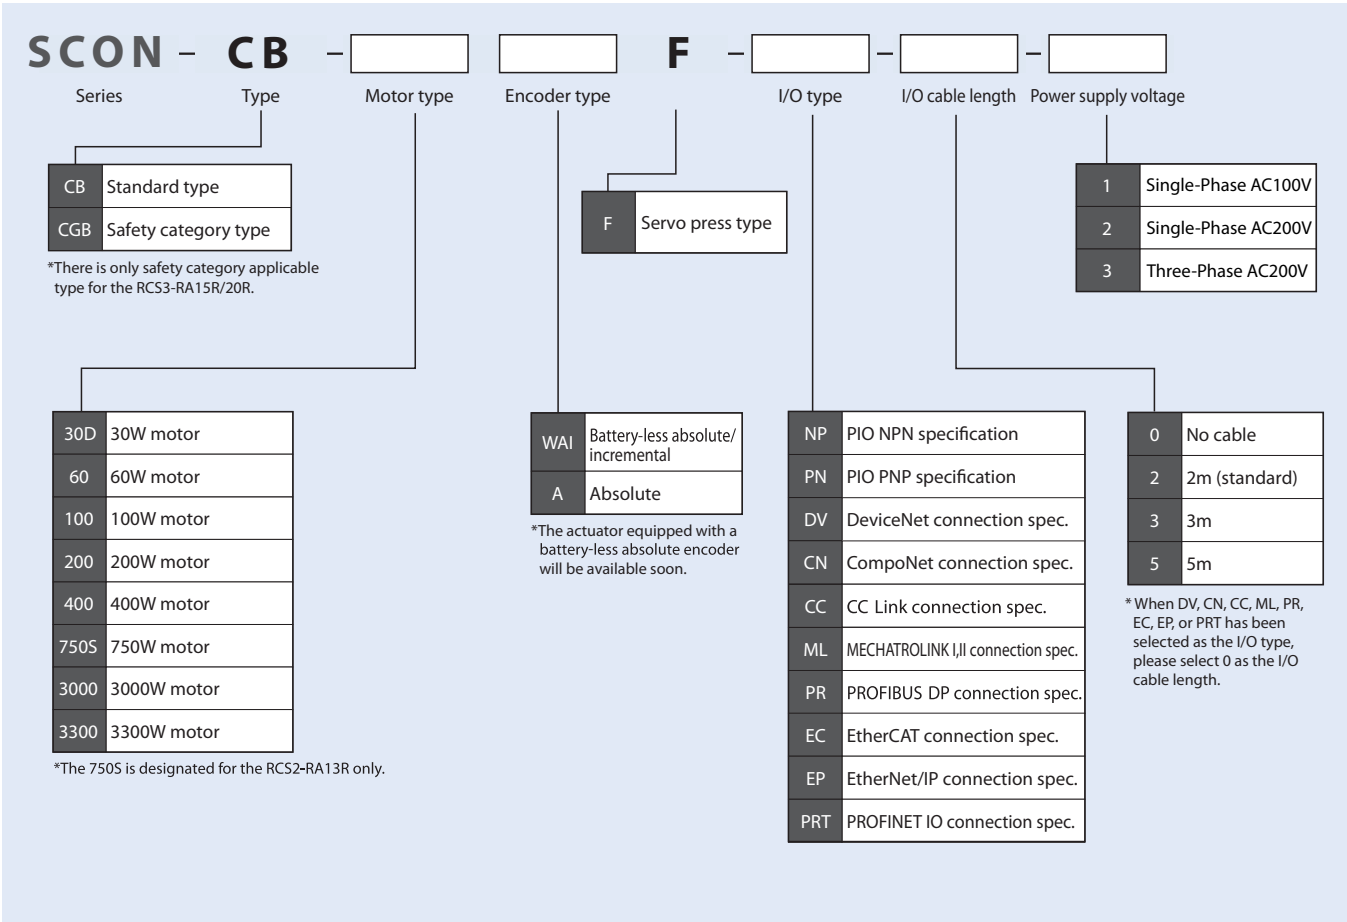 SCON – CB – F – – –
Series Type Motor type Encoder type I/O type I/O cable length Power supply voltage
CB Standard type
CGB Safety category type
*There is only safety category applicable
type for the RCS3-RA15R/20R.
F Servo press type
1 Single-Phase AC100V
2 Single-Phase AC200V
3 Three-Phase AC200V
30D 30W motor
60 60W motor
100 100W motor
200 200W motor
400 400W motor
750S 750W motor
3000 3000W motor
3300 3300W motor
*The 750S is designated for the RCS2-RA13R only.
WAI Battery-less absolute/
incremental
A Absolute
*The actuator equipped with a
battery-less absolute encoder
will be available soon.
NP PIO NPN specification
PN PIO PNP specification
DV DeviceNet connection spec.
CN CompoNet connection spec.
CC CC Link connection spec.
ML MECHATROLINK I,II connection spec.
PR PROFIBUS DP connection spec.
EC EtherCAT connection spec.
EP EtherNet/IP connection spec.
PRT PROFINET IO connection spec.
0 No cable
2 2m (standard)
3 3m
5 5m
* When DV, CN, CC, ML, PR,
EC, EP, or PRT has been
selected as the I/O type,
please select 0 as the I/O
cable length.